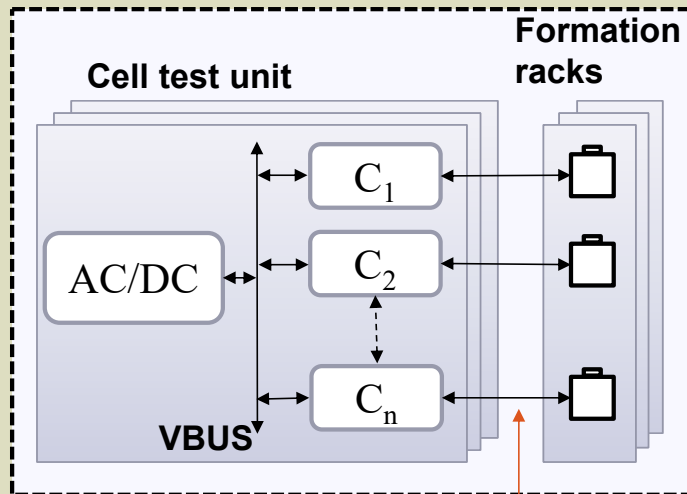 Formation
racks
Cell test unit
C1
AC/DC
C2
Cn
VBUS